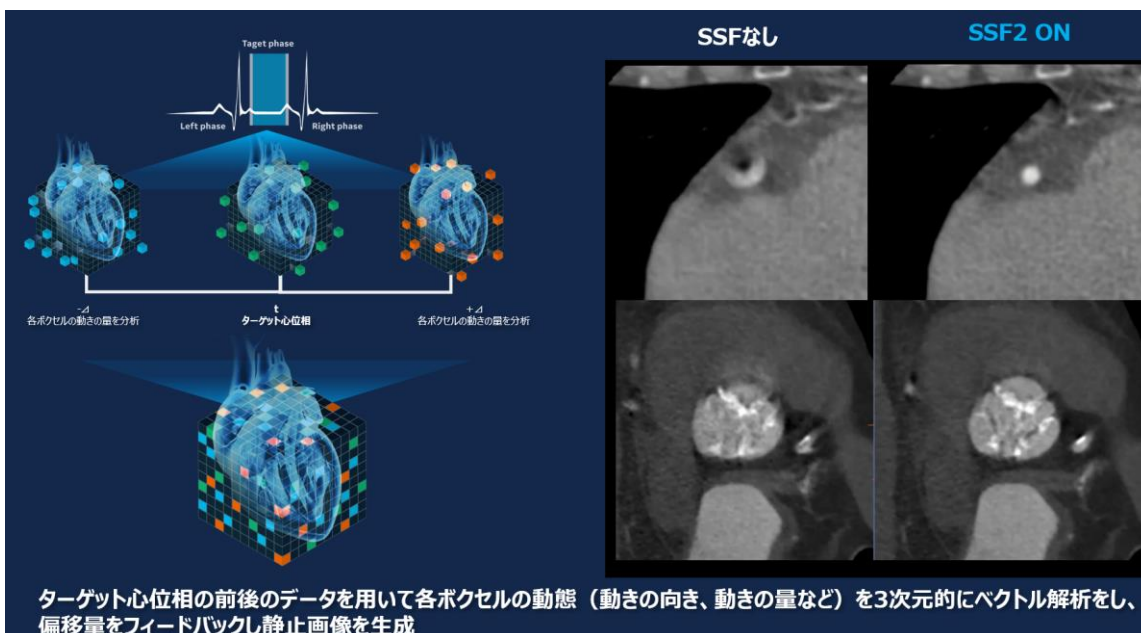 Taget phase
Left phase
Right phase
-⊿
各ボクセルの動きの量を分析
t
ターゲット心位相
+⊿
各ボクセルの動きの量を分析
SSFなし
SSF2 ON
ターゲット心位相の前後のデータを用いて各ボクセルの動態（動きの向き、動きの量など）を3次元的にベクトル解析をし、
偏移量をフィードバックし静止画像を生成